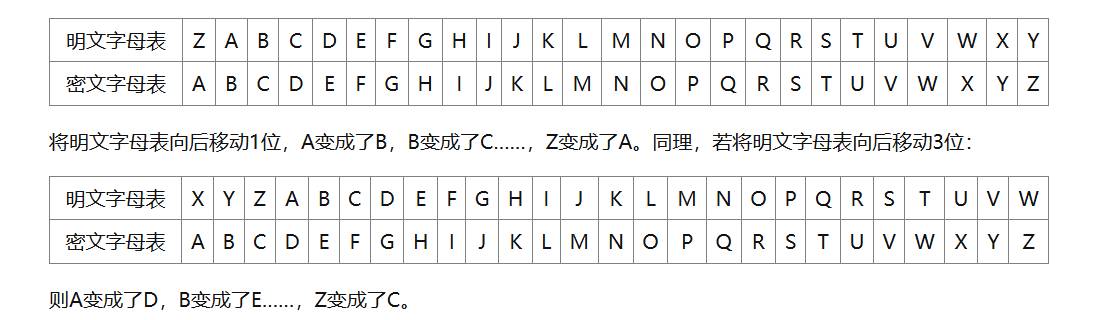 明文字母表 Z A B C D E F G H I J K L M N O P Q R S T U V W X Y
密文字母表 A B C D E F G H I J K L M N O P Q R S T U V W X Y Z
将明文字母表向后移动1位，A变成了B，B变成了C……，Z变成了A。同理，若将明文字母表向后移动3位：
明文字母表 X Y Z A B C D E F G H I J K L M N O P Q R S T U V W
密文字母表 A B C D E F G H I J K L M N O P Q R S T U V W X Y Z
则A变成了D，B变成了E……，Z变成了C。